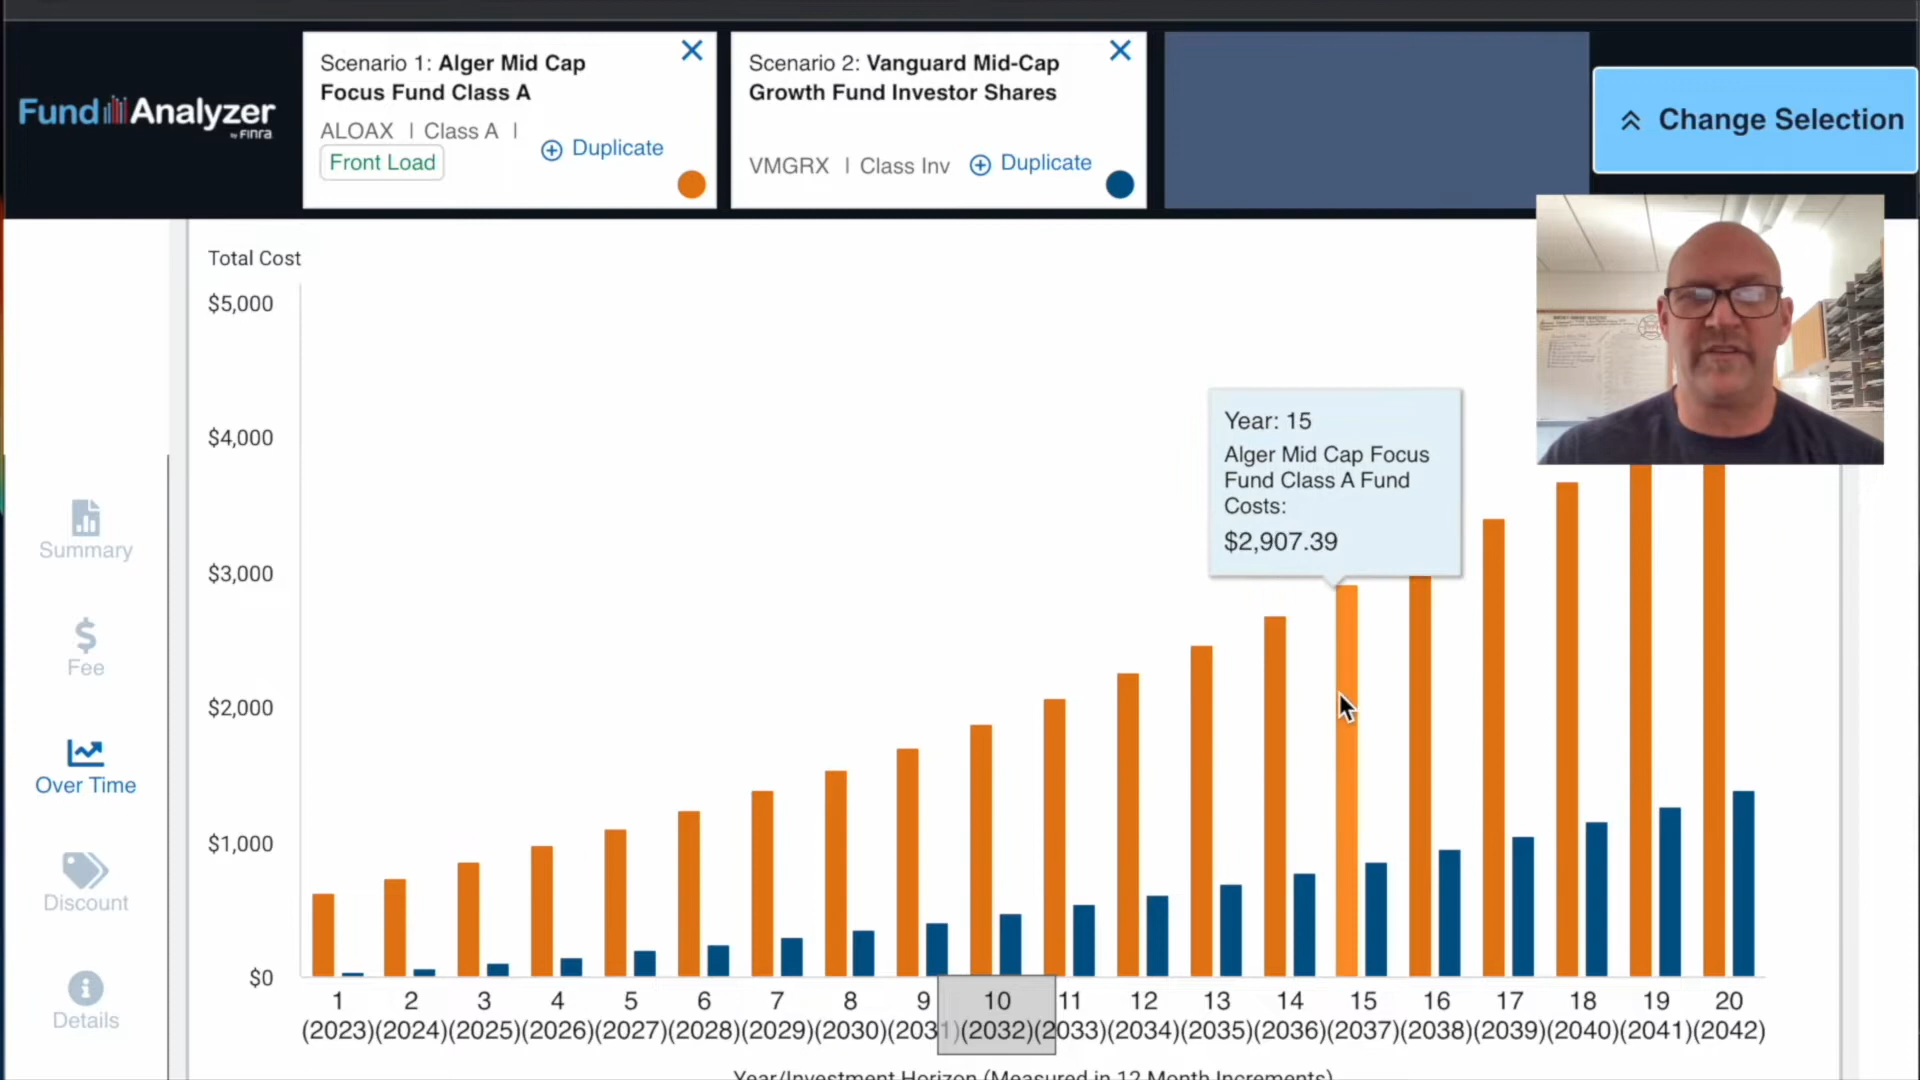 Fund Analyzer
by FINRA
Scenario 1: Alger Mid Cap
Focus Fund Class A
ALOAX | Class A |
Front Load
Duplicate
Scenario 2: Vanguard Mid-Cap
Growth Fund Investor Shares
VMGRX | Class Inv
Duplicate
Change Selection
Summary
Fee
Over Time
Discount
Details
Total Cost
$5,000
$4,000
$3,000
$2,000
$1,000
$0
Year: 15
Alger Mid Cap Focus
Fund Class A Fund
Costs:
$2,907.39
1 2 3 4 5 6 7 8 9 10 11 12 13 14 15 16 17 18 19 20
(2023)(2024)(2025)(2026)(2027)(2028)(2029)(2030)(2031)(2032)(2033)(2034)(2035)(2036)(2037)(2038)(2039)(2040)(2041)(2042)
Year/Investment Horizon (Measured in 12 Month Increments)